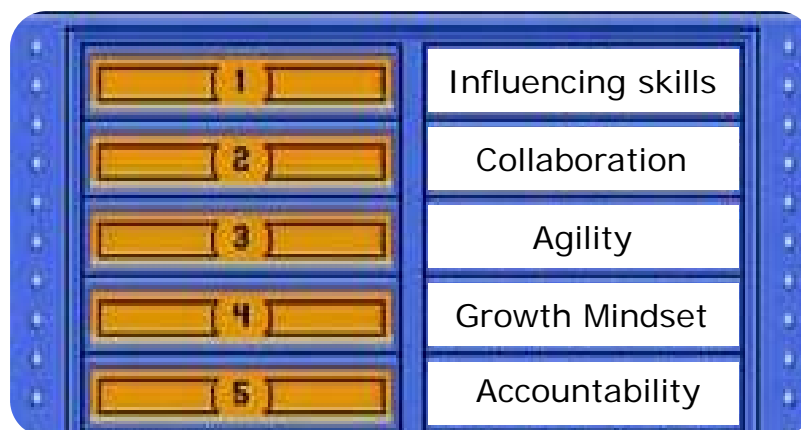 1 Influencing skills
2 Collaboration
3 Agility
4 Growth Mindset
5 Accountability